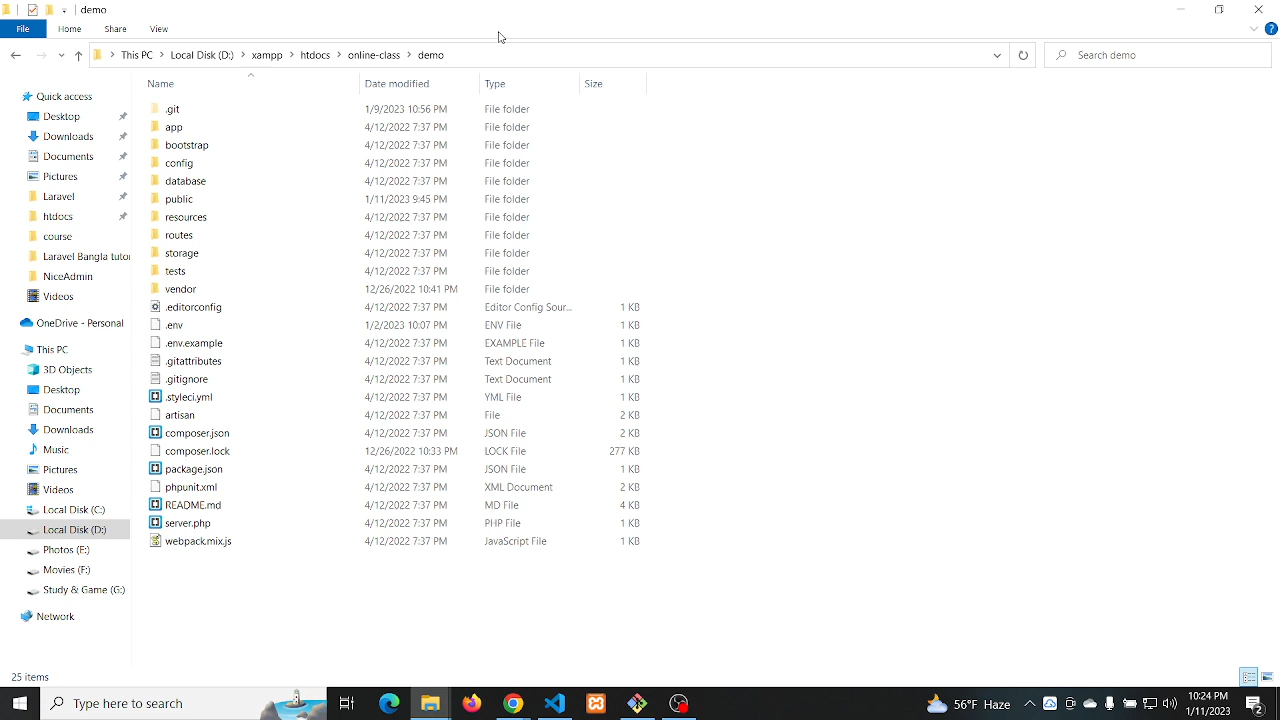 demo
File Home Share View
This PC Local Disk (D:) xampp htdocs online-class demo Search demo
Name Date modified Type Size
Quick access
Desktop
Downloads
Documents
Pictures
Laravel
htdocs
course
Laravel Bangla tutor
NiceAdmin
Videos
OneDrive - Personal
This PC
3D Objects
Desktop
Documents
Downloads
Music
Pictures
Videos
Local Disk (C:)
Local Disk (D:)
Photos (E:)
Movies (F:)
Study & Game (G:)
Network
.git 1/9/2023 10:56 PM File folder
app 4/12/2022 7:37 PM File folder
bootstrap 4/12/2022 7:37 PM File folder
config 4/12/2022 7:37 PM File folder
database 4/12/2022 7:37 PM File folder
public 1/11/2023 9:45 PM File folder
resources 4/12/2022 7:37 PM File folder
routes 4/12/2022 7:37 PM File folder
storage 4/12/2022 7:37 PM File folder
tests 4/12/2022 7:37 PM File folder
vendor 12/26/2022 10:41 PM File folder
.editorconfig 4/12/2022 7:37 PM Editor Config Sour... 1 KB
.env 1/2/2023 10:07 PM ENV File 1 KB
.env.example 4/12/2022 7:37 PM EXAMPLE File 1 KB
.gitattributes 4/12/2022 7:37 PM Text Document 1 KB
.gitignore 4/12/2022 7:37 PM Text Document 1 KB
.styleci.yml 4/12/2022 7:37 PM YML File 1 KB
artisan 4/12/2022 7:37 PM File 2 KB
composer.json 4/12/2022 7:37 PM JSON File 2 KB
composer.lock 12/26/2022 10:33 PM LOCK File 277 KB
package.json 4/12/2022 7:37 PM JSON File 1 KB
phpunit.xml 4/12/2022 7:37 PM XML Document 2 KB
README.md 4/12/2022 7:37 PM MD File 4 KB
server.php 4/12/2022 7:37 PM PHP File 1 KB
webpack.mix.js 4/12/2022 7:37 PM JavaScript File 1 KB
25 items
Type here to search
56°F Haze
10:24 PM
1/11/2023
2